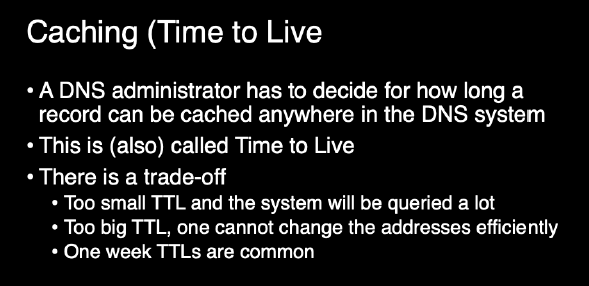 Caching (Time to Live
• A DNS administrator has to decide for how long a
record can be cached anywhere in the DNS system
• This is (also) called Time to Live
• There is a trade-off
• Too small TTL and the system will be queried a lot
• Too big TTL, one cannot change the addresses efficiently
• One week TTLs are common